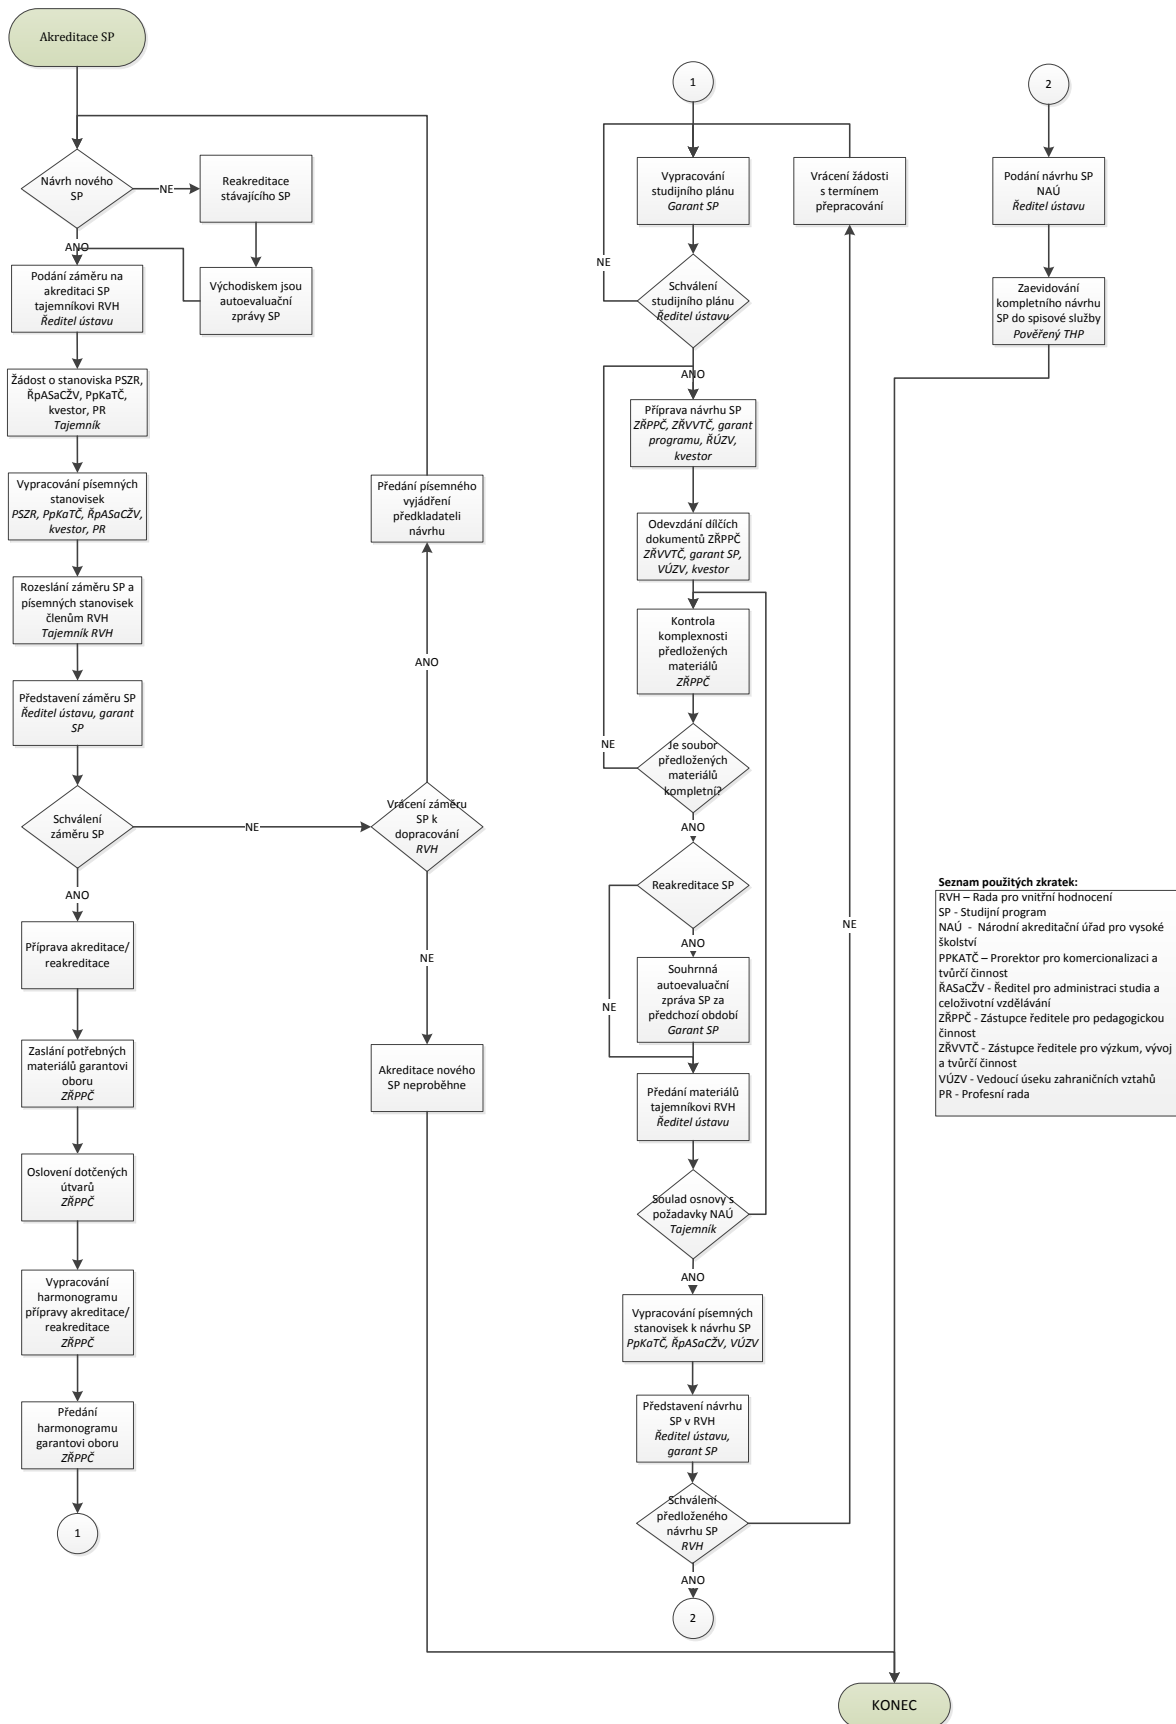 Akreditace SP
Návrh nového
SP
NE
Reakreditace
stávajícího SP
ANO
Východiskem jsou
autoevaluační
zprávy SP
Podání záměru na
akreditaci SP
tajemníkovi RVH
Ředitel ústavu
Žádost o stanoviska PSZR,
ŘpASaCŽV, PpKaTČ,
kvestor, PR
Tajemník
Vypracování písemných
stanovisek
PSZR, PpKaTČ, ŘpASaCŽV,
kvestor, PR
Rozeslání záměru SP a
písemných stanovisek
členům RVH
Tajemník RVH
Představení záměru SP
Ředitel ústavu, garant
SP
Schválení
záměru SP
NE
ANO
Příprava akreditace/
reakreditace
Zaslání potřebných
materiálů garantovi
oboru
ZŘPPČ
Oslovení dotčených
útvarů
ZŘPPČ
Vypracování
harmonogramu
přípravy akreditace/
reakreditace
ZŘPPČ
Předání
harmonogramu
garantovi oboru
ZŘPPČ
1
Předání písemného
vyjádření
předkladateli
návrhu
ANO
Vrácení záměru
SP k
dopracování
RVH
NE
Akreditace nového
SP neproběhne
1
Vypracování
studijního plánu
Garant SP
NE
Schválení
studijního plánu
Ředitel ústavu
ANO
Příprava návrhu SP
ZŘPPČ, ZŘVVTČ, garant
programu, ŘÚZV,
kvestor
Odevzdání dílčích
dokumentů ZŘPPČ
ZŘVVTČ, garant SP,
VÚZV, kvestor
Kontrola
komplexnosti
předložených
materiálů
ZŘPPČ
NE
Je soubor
předložených
materiálů
kompletní?
ANO
Reakreditace SP
ANO
NE
Souhrnná
autoevaluační
zpráva SP za
předchozí období
Garant SP
Předání materiálů
tajemníkovi RVH
Ředitel ústavu
Soulad osnovy s
požadavky NAÚ
Tajemník
ANO
Vypracování písemných
stanovisek k návrhu SP
PpKaTČ, ŘpASaCŽV, VÚZV
Představení návrhu
SP v RVH
Ředitel ústavu,
garant SP
Schválení
předloženého
návrhu SP
RVH
ANO
2
Vrácení žádosti
s termínem
přepracování
NE
2
Podání návrhu SP
NAÚ
Ředitel ústavu
Zaevidování
kompletního návrhu
SP do spisové služby
Pověřený THP
Seznam použitých zkratek:
RVH – Rada pro vnitřní hodnocení
SP - Studijní program
NAÚ - Národní akreditační úřad pro vysoké
školství
PPKATČ – Prorektor pro komercionalizaci a
tvůrčí činnost
ŘASaCŽV - Ředitel pro administraci studia a
celoživotní vzdělávání
ZŘPPČ - Zástupce ředitele pro pedagogickou
činnost
ZŘVVTČ - Zástupce ředitele pro výzkum, vývoj
a tvůrčí činnost
VÚZV - Vedoucí úseku zahraničních vztahů
PR - Profesní rada
KONEC